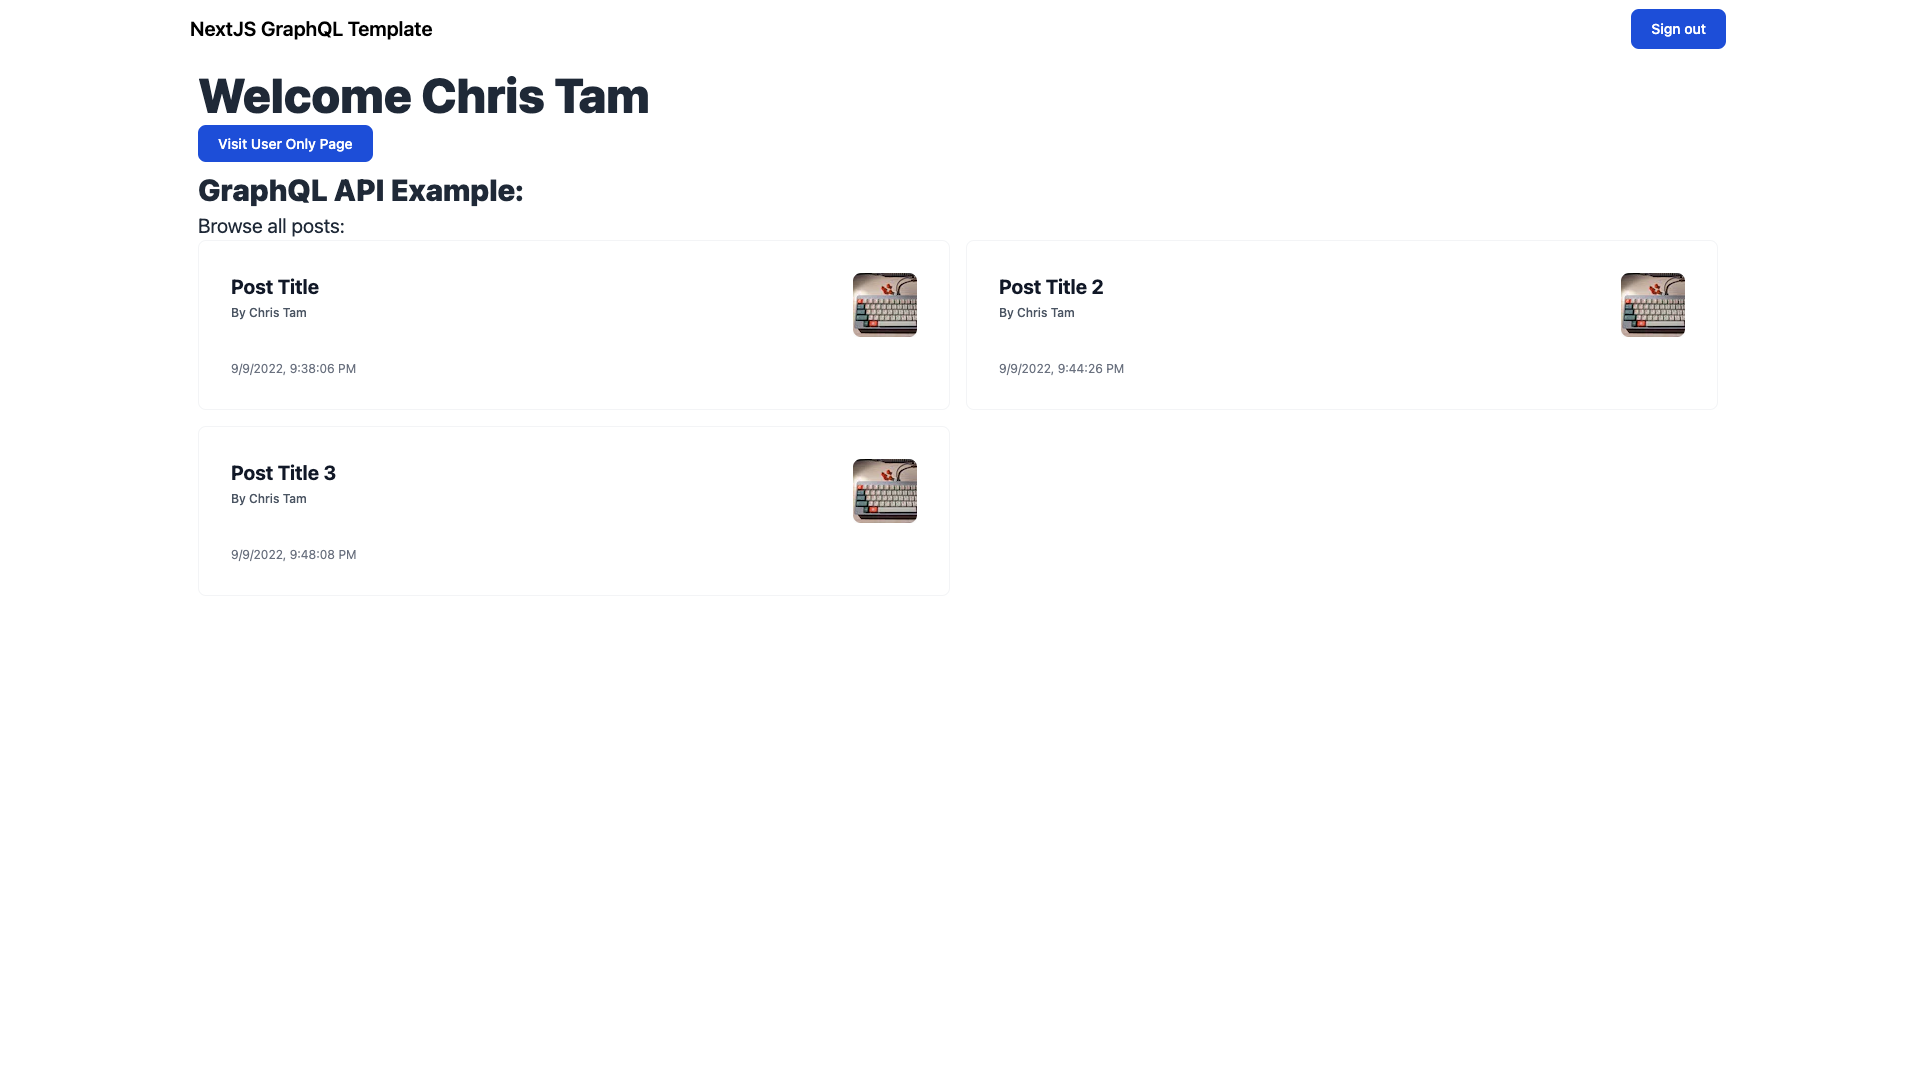 NextJS GraphQL Template
Sign out
Welcome Chris Tam
Visit User Only Page
GraphQL API Example:
Browse all posts:
Post Title
By Chris Tam
9/9/2022, 9:38:06 PM
Post Title 2
By Chris Tam
9/9/2022, 9:44:26 PM
Post Title 3
By Chris Tam
9/9/2022, 9:48:08 PM